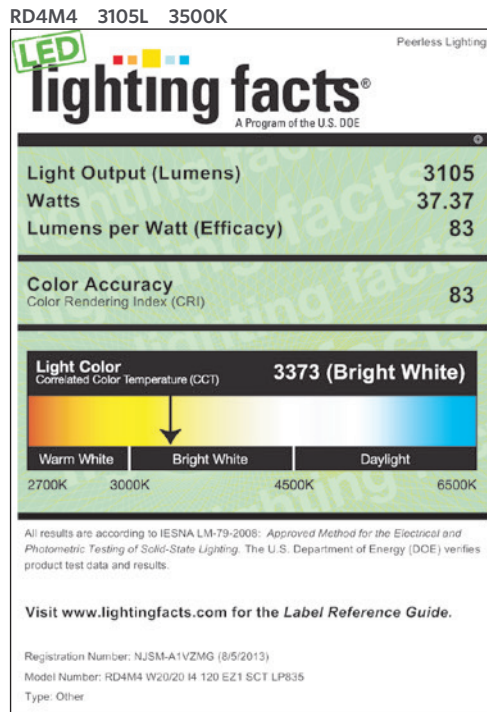 RD4M4 3105L 3500K
Peerless Lighting
LED
lighting facts®
A Program of the U.S. DOE
Light Output (Lumens) 3105
Watts 37.37
Lumens per Watt (Efficacy) 83
Color Accuracy 83
Color Rendering Index (CRI)
Light Color 3373 (Bright White)
Correlated Color Temperature (CCT)
Warm White Bright White Daylight
2700K 3000K 4500K 6500K
All results are according to IESNA LM-79-2008: Approved Method for the Electrical and
Photometric Testing of Solid-State Lighting. The U.S. Department of Energy (DOE) verifies
product test data and results.
Visit www.lightingfacts.com for the Label Reference Guide.
Registration Number: NJSM-A1VZMG (8/5/2013)
Model Number: RD4M4 W20/20 I4 120 EZ1 SCT LP835
Type: Other